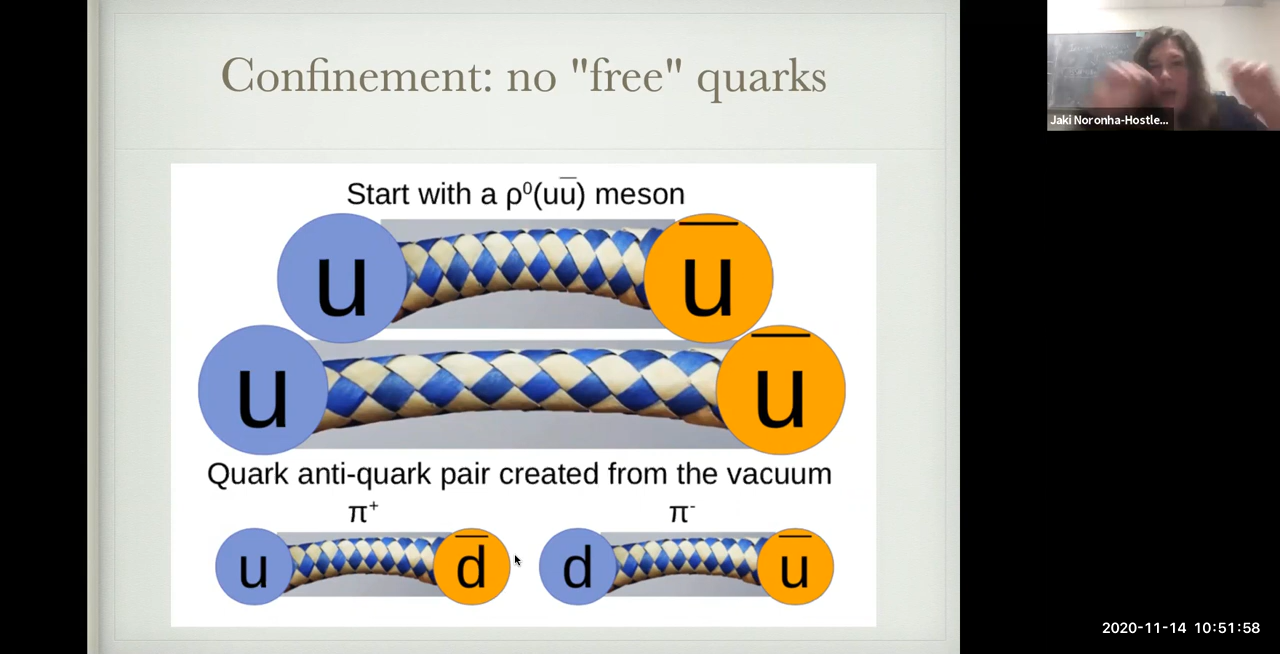 Confinement: no "free" quarks
Jaki Noronha-Hostle...
Start with a ρ⁰(uu̅) meson
u u̅
u u̅
Quark anti-quark pair created from the vacuum
π⁺ π⁻
u d̅ d u̅
2020-11-14 10:51:58